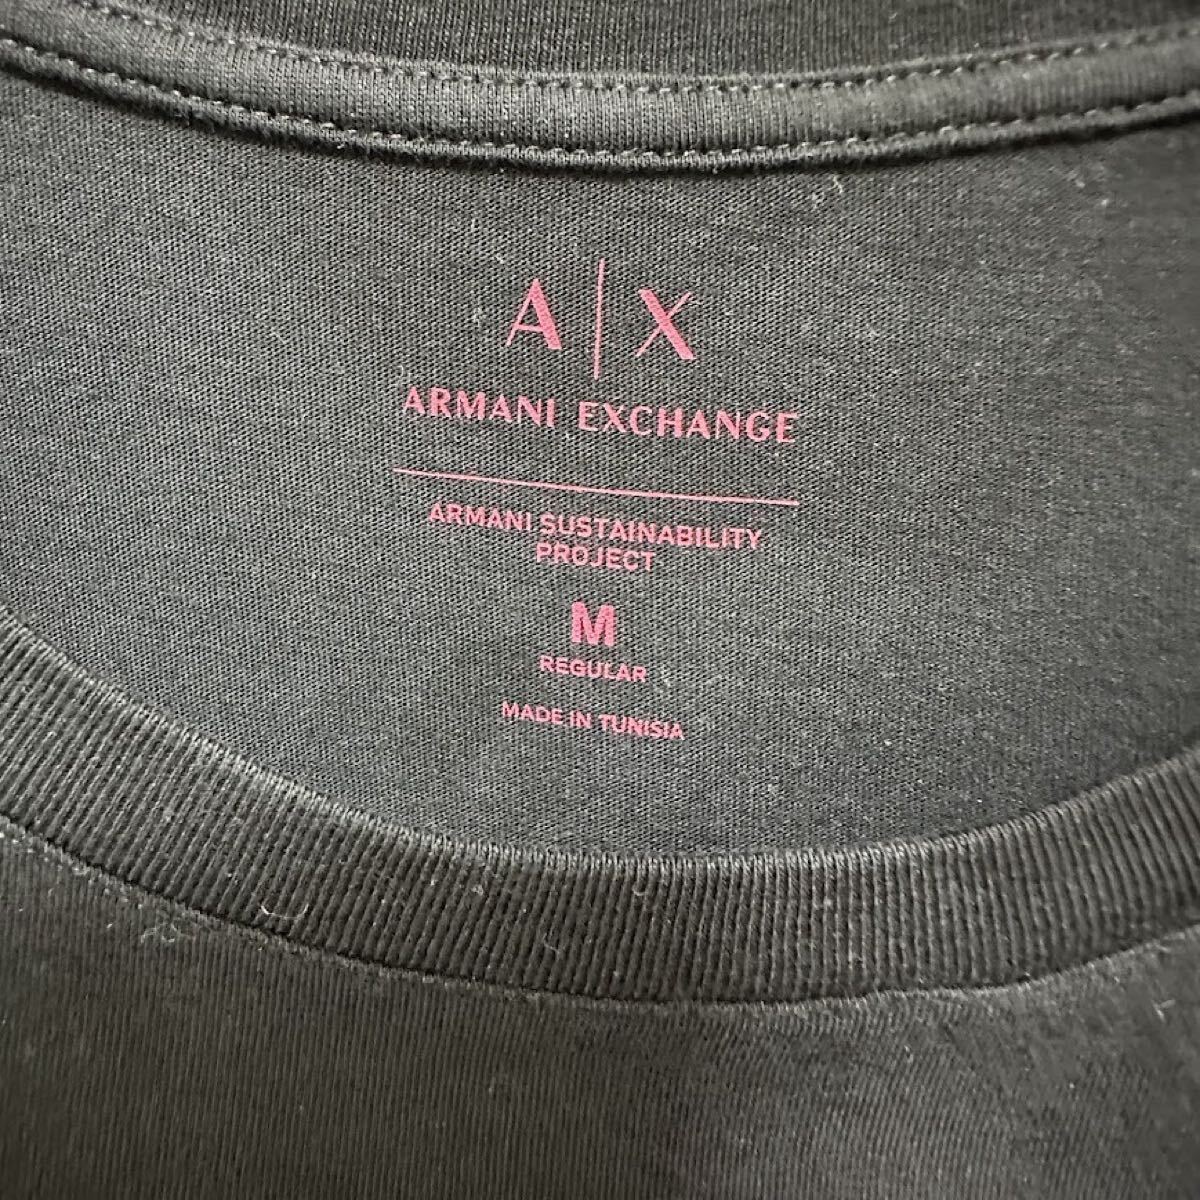 A|X
ARMANI EXCHANGE
ARMANI SUSTAINABILITY
PROJECT
M
REGULAR
MADE IN TUNISIA